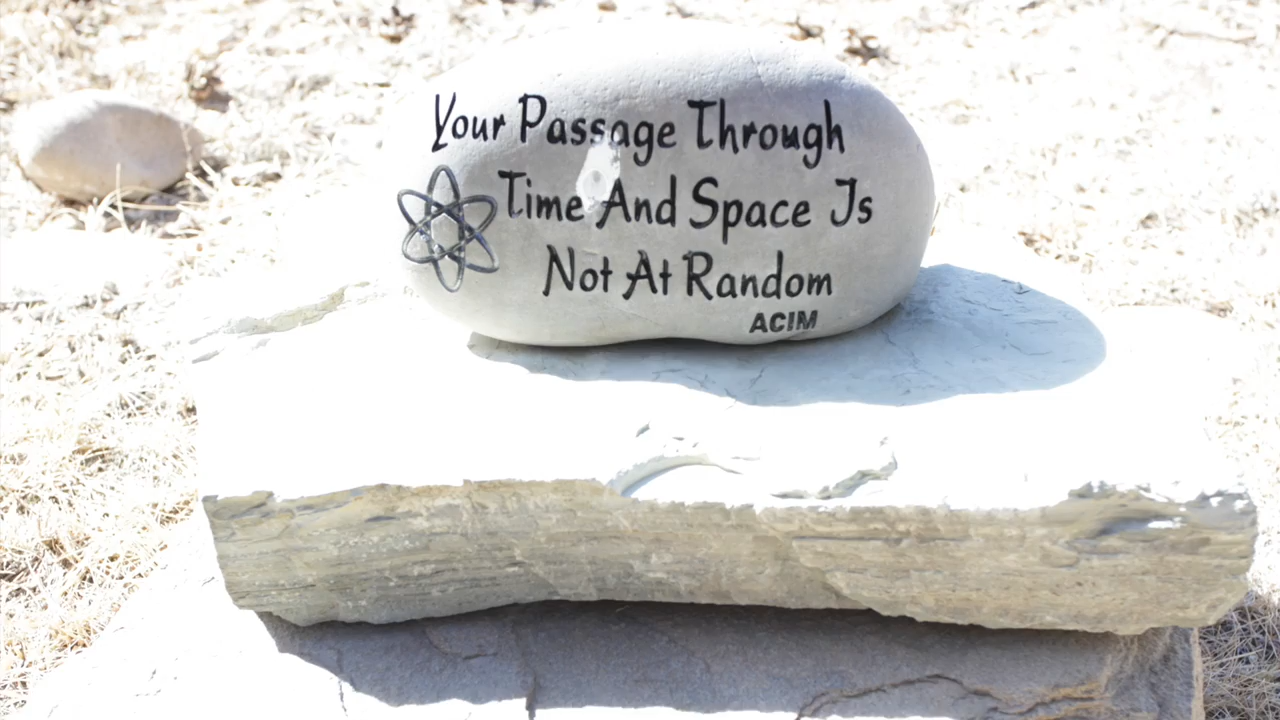 Your Passage Through
Time And Space Is
Not At Random
ACIM